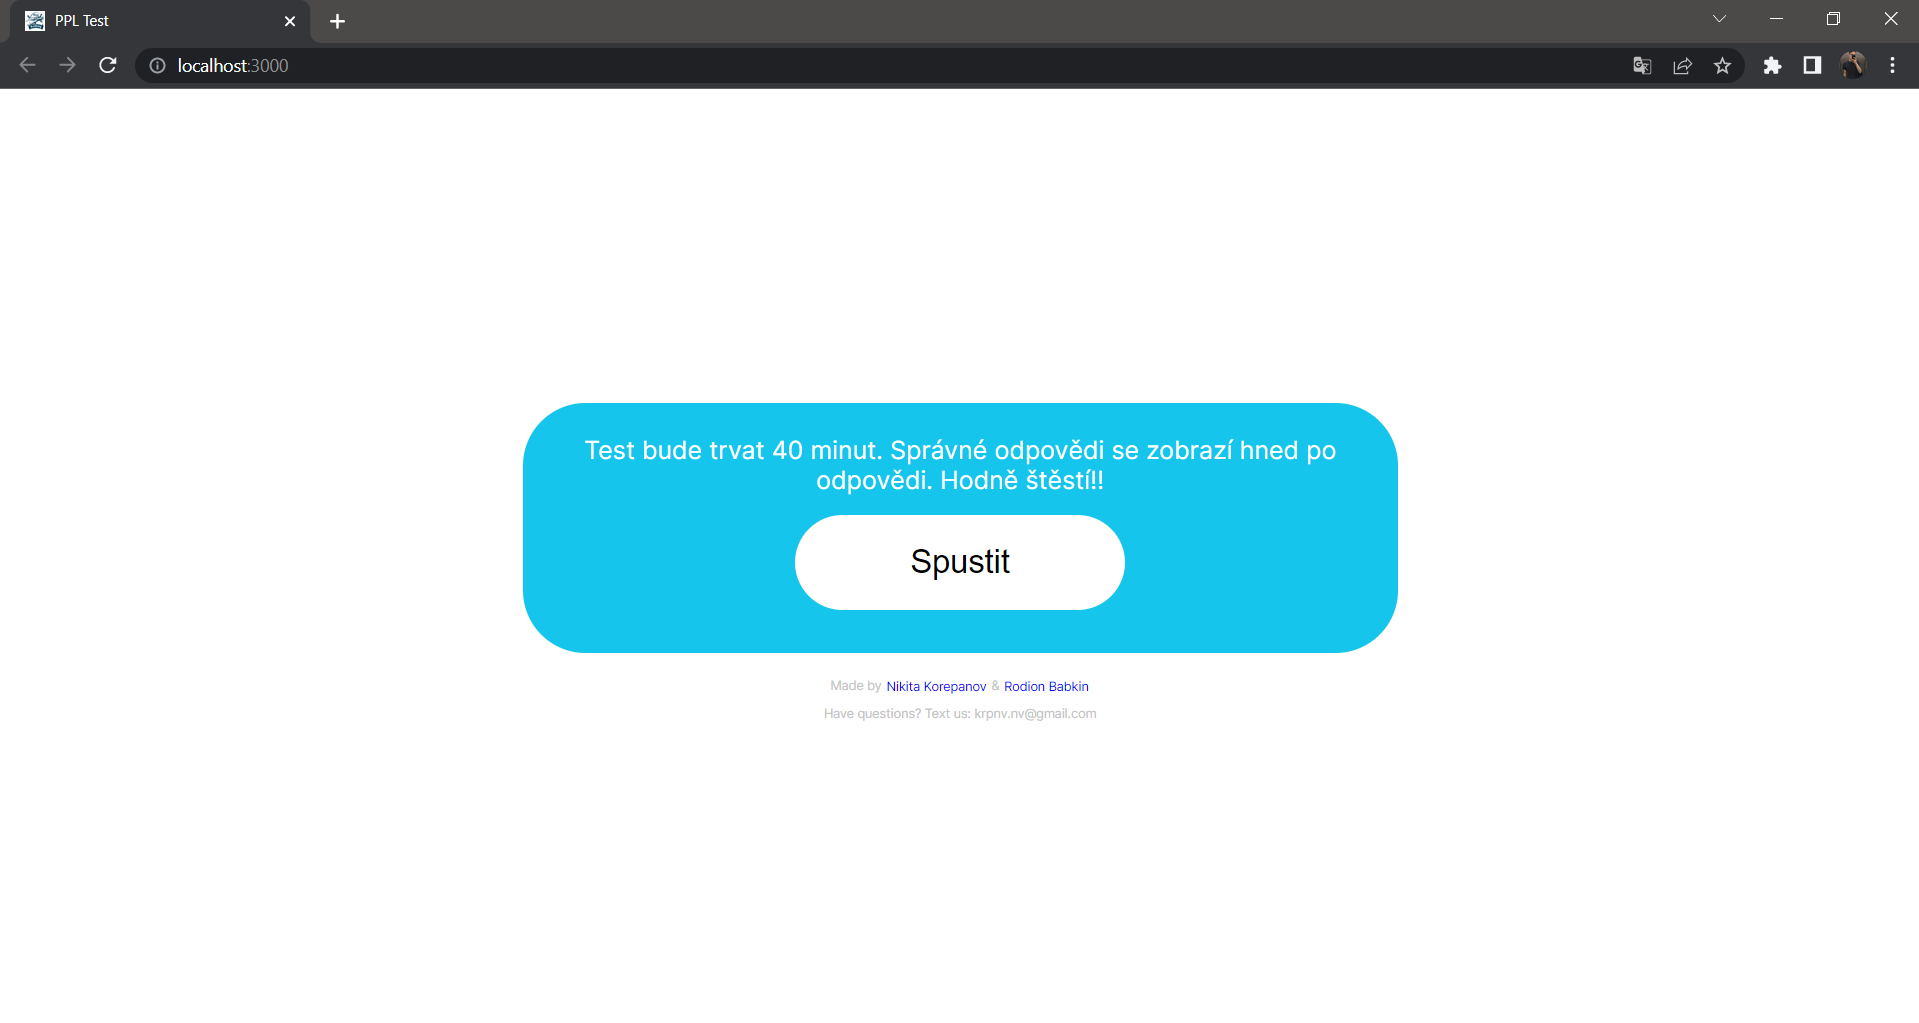 PPL Test
localhost:3000
Test bude trvat 40 minut. Správné odpovědi se zobrazí hned po
odpovědi. Hodně štěstí!!
Spustit
Made by Nikita Korepanov & Rodion Babkin
Have questions? Text us: krpnv.nv@gmail.com